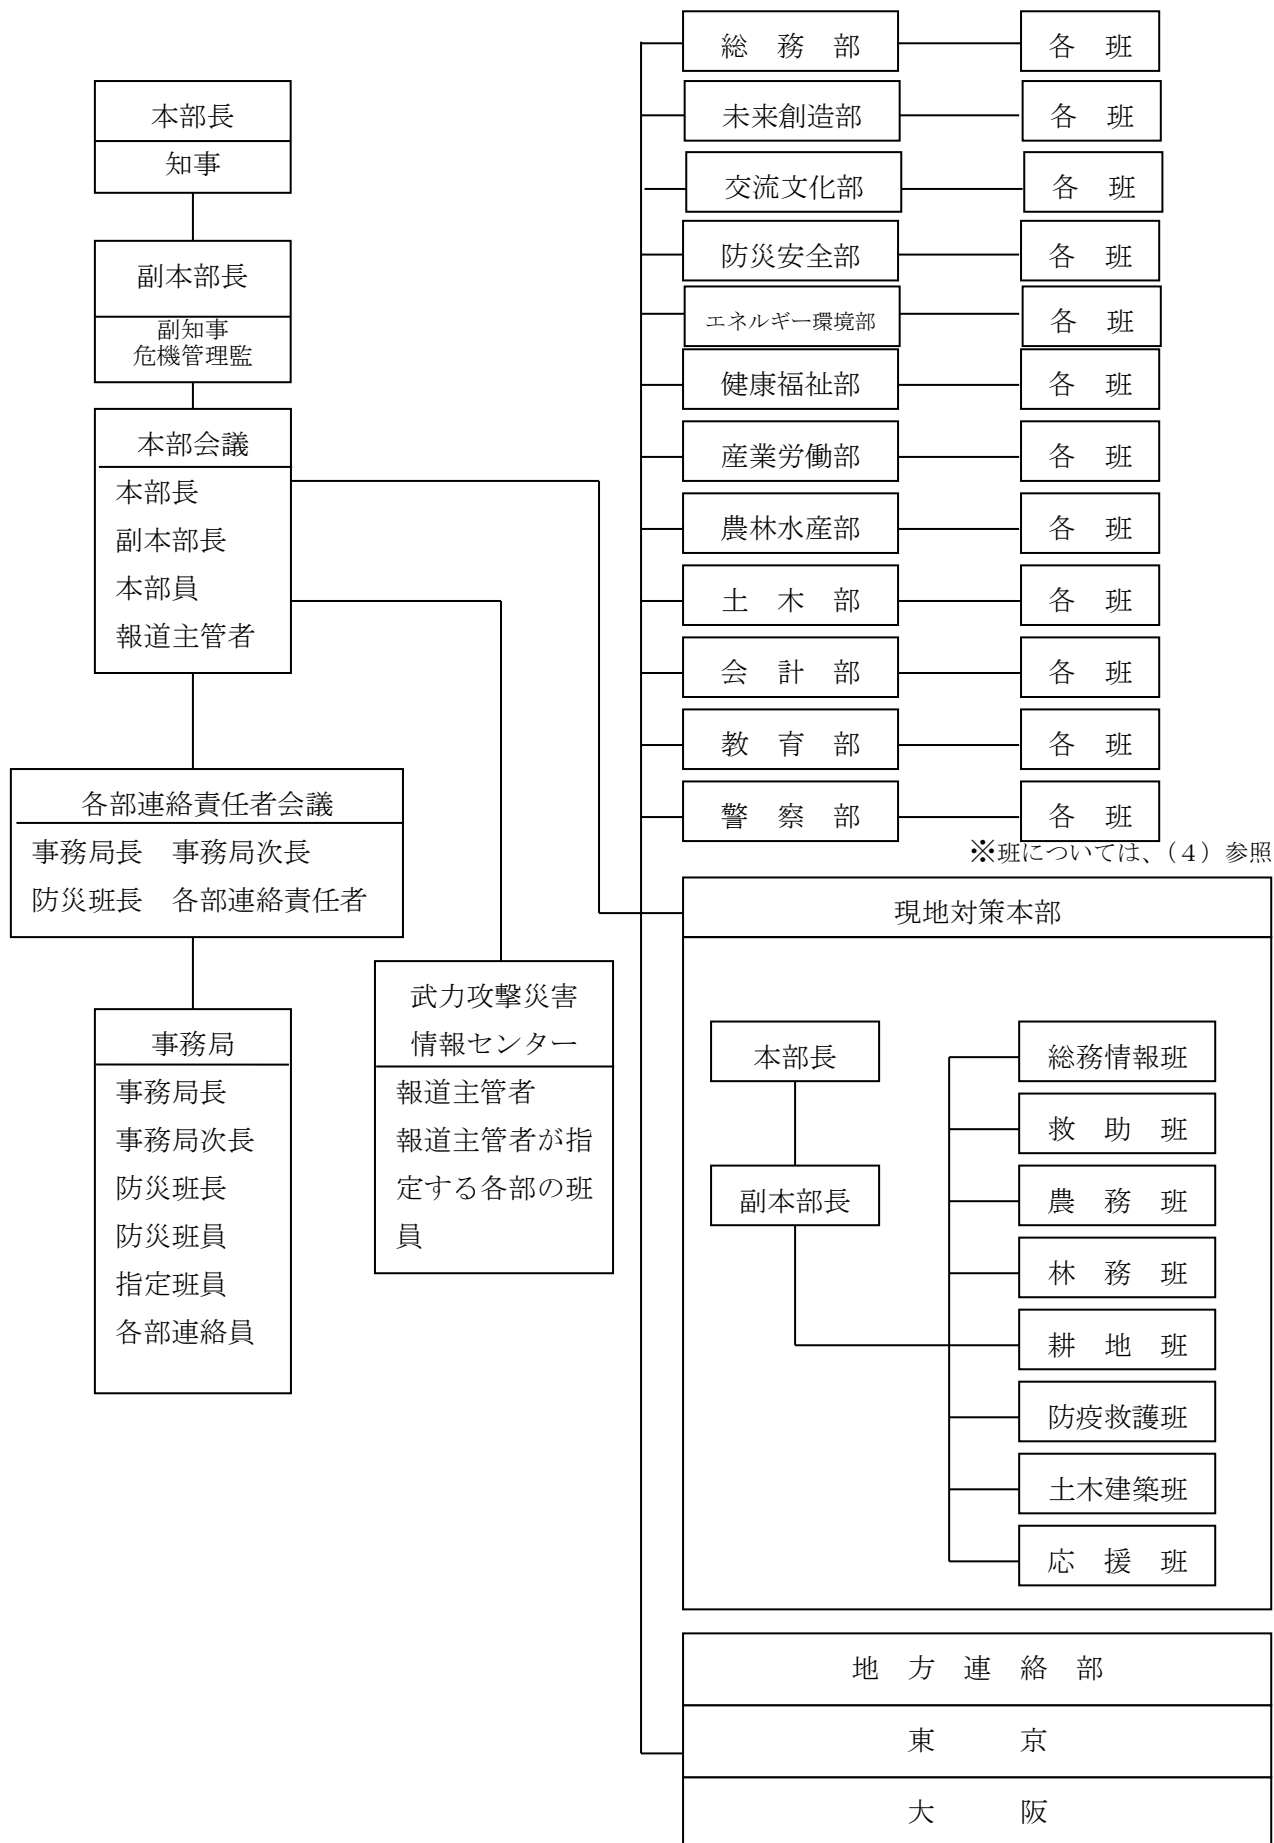 本部長
知事
副本部長
副知事
危機管理監
本部会議
本部長
副本部長
本部員
報道主管者
各部連絡責任者会議
事務局長　事務局次長
防災班長　各部連絡責任者
事務局
事務局長
事務局次長
防災班長
防災班員
指定班員
各部連絡員
武力攻撃災害
情報センター
報道主管者
報道主管者が指
定する各部の班
員
総　務　部　各　班
未来創造部　各　班
交流文化部　各　班
防災安全部　各　班
エネルギー環境部　各　班
健康福祉部　各　班
産業労働部　各　班
農林水産部　各　班
土　木　部　各　班
会　計　部　各　班
教　育　部　各　班
警　察　部　各　班
※班については、（４）参照
現地対策本部
本部長
副本部長
総務情報班
救　助　班
農　務　班
林　務　班
耕　地　班
防疫救護班
土木建築班
応　援　班
地　方　連　絡　部
東　　　京
大　　　阪